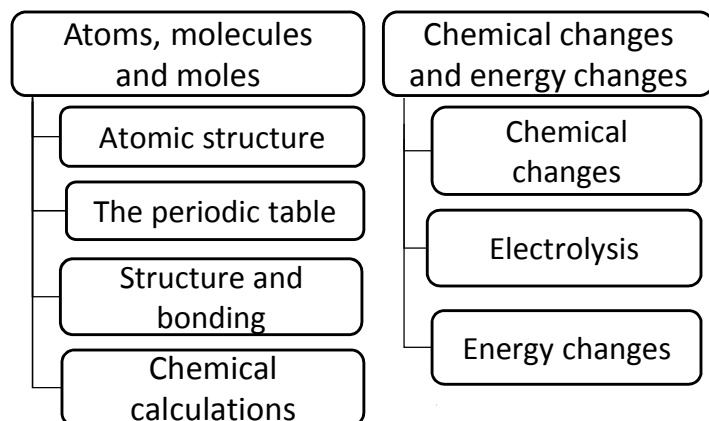 Atoms, molecules
and moles
Atomic structure
The periodic table
Structure and
bonding
Chemical
calculations
Chemical changes
and energy changes
Chemical
changes
Electrolysis
Energy changes